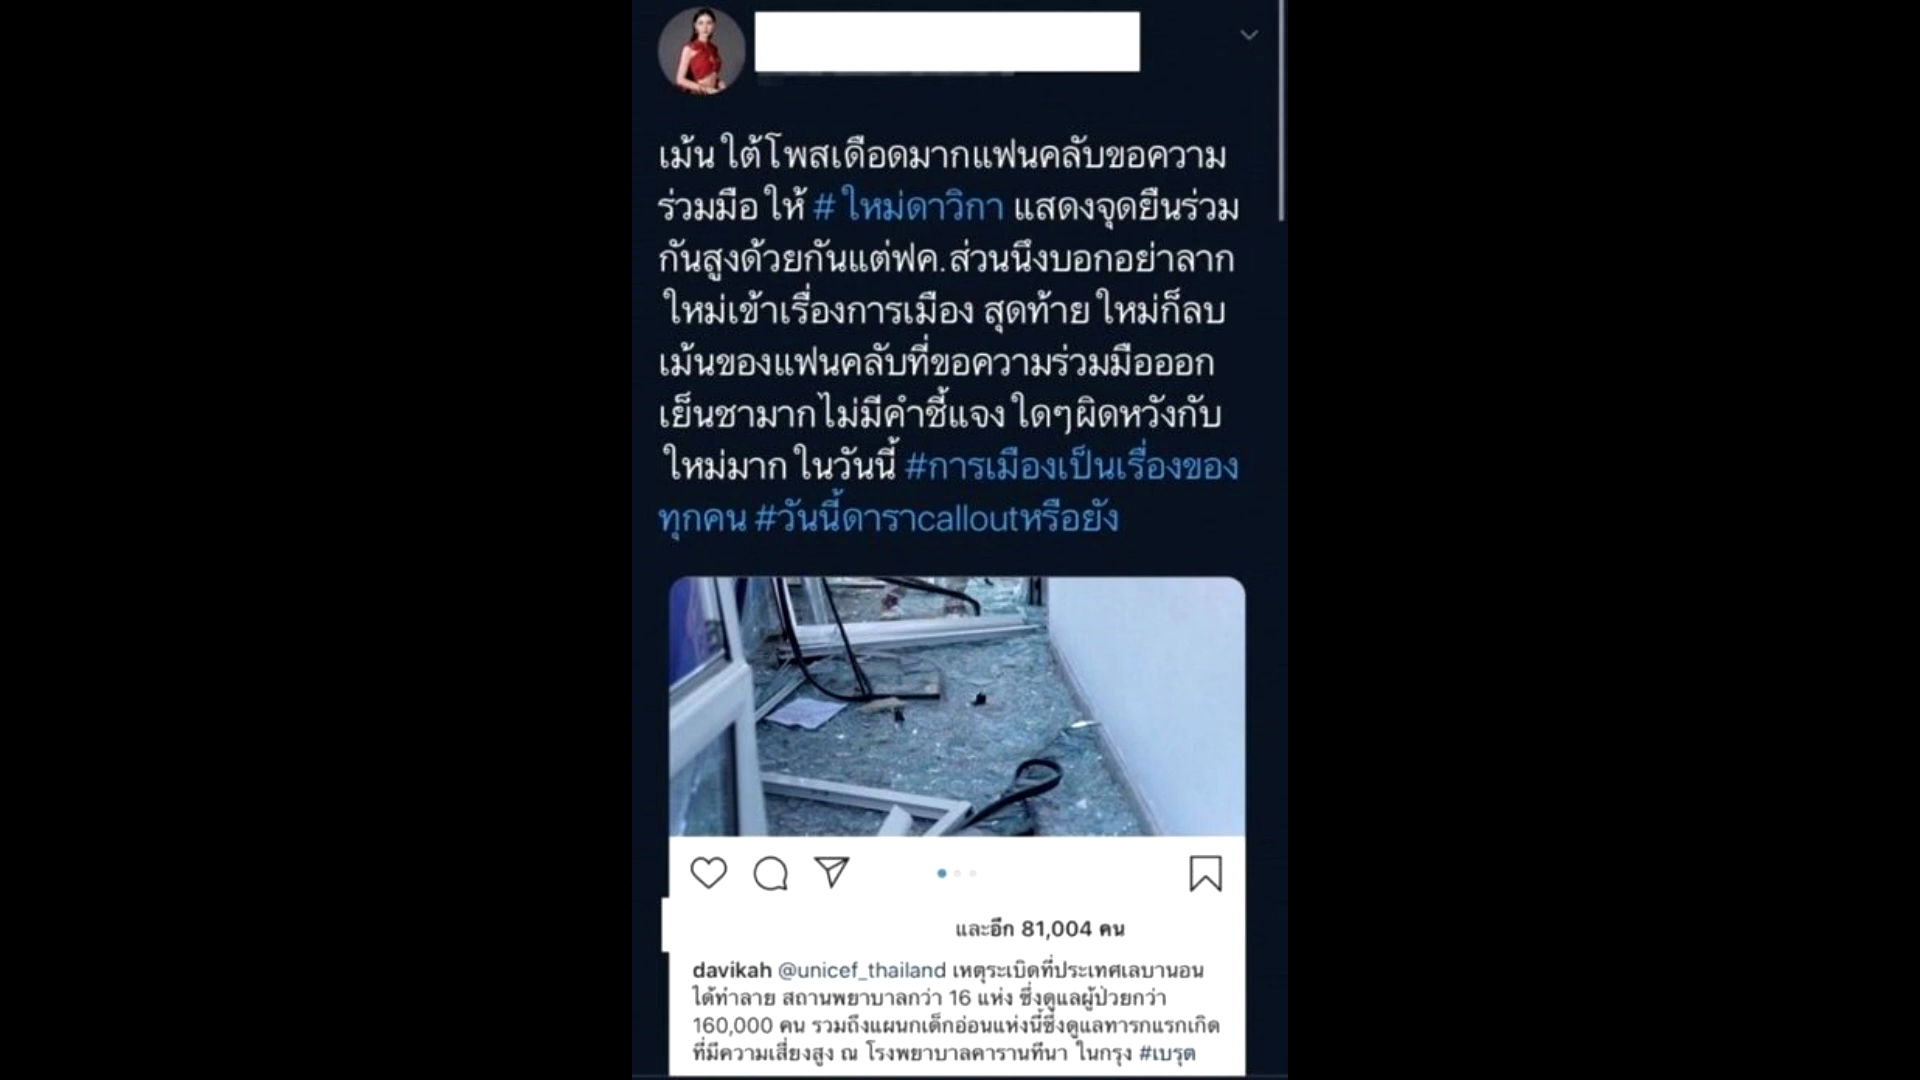 เม้น ใต้โพสเดือดมากแฟนคลับขอความ
ร่วมมือ ให้ # ใหม่ดาวิกา แสดงจุดยืนร่วม
กันสูงด้วยกันแต่ฟค.ส่วนนึงบอกอย่าลาก
ใหม่เข้าเรื่องการเมือง สุดท้าย ใหม่ก็ลบ
เม้นของแฟนคลับที่ขอความร่วมมือออก
เย็นชามากไม่มีคำชี้แจง ใดๆผิดหวังกับ
ใหม่มาก ในวันนี้ #การเมืองเป็นเรื่องของ
ทุกคน #วันนี้ดาราcalloutหรือยัง
และอีก 81,004 คน
davikah @unicef_thailand เหตุระเบิดที่ประเทศเลบานอน
ได้ทำลาย สถานพยาบาลกว่า 16 แห่ง ซึ่งดูแลผู้ป่วยกว่า
160,000 คน รวมถึงแผนกเด็กอ่อนแห่งนี้ซึ่งดูแลทารกแรกเกิด
ที่มีความเสี่ยงสูง ณ โรงพยาบาลคารานทีนา ในกรุง #เบรุต